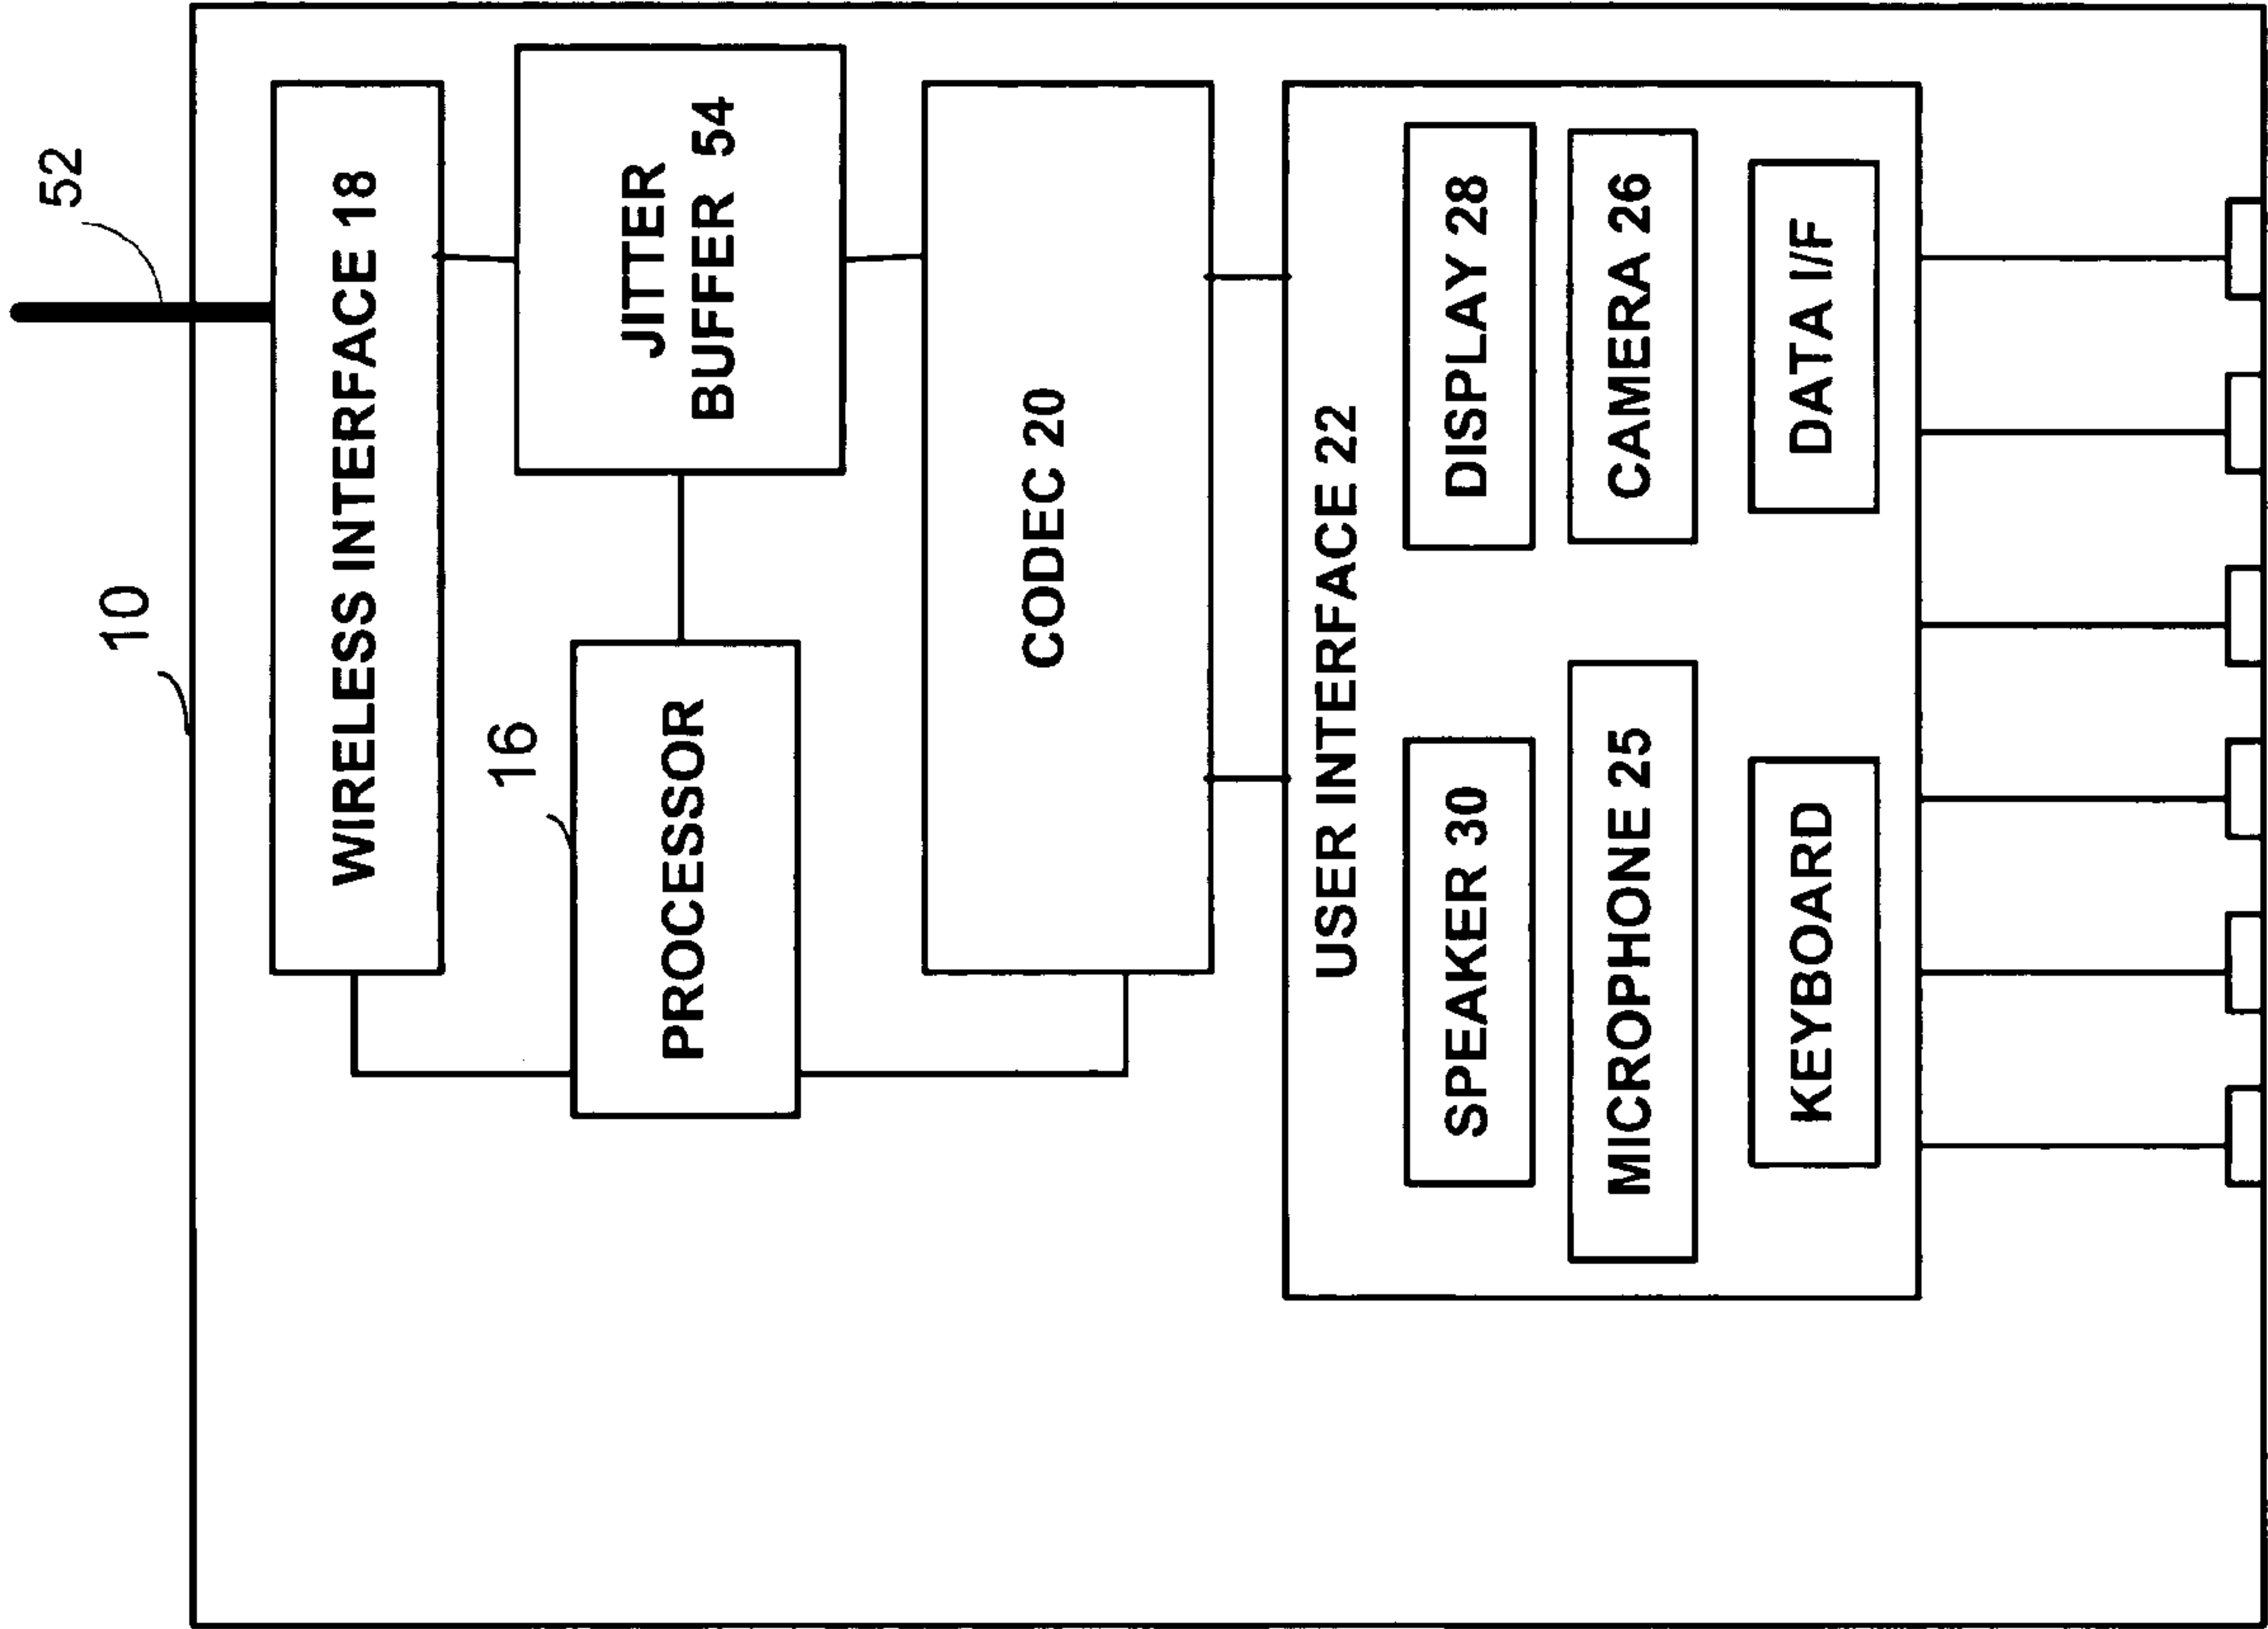 52
10
WIRELESS INTERFACE 18
16
PROCESSOR
JITTER
BUFFER 54
CODEC 20
USER INTERFACE 22
SPEAKER 30
DISPLAY 28
MICROPHONE 25
CAMERA 26
KEYBOARD
DATA I/F